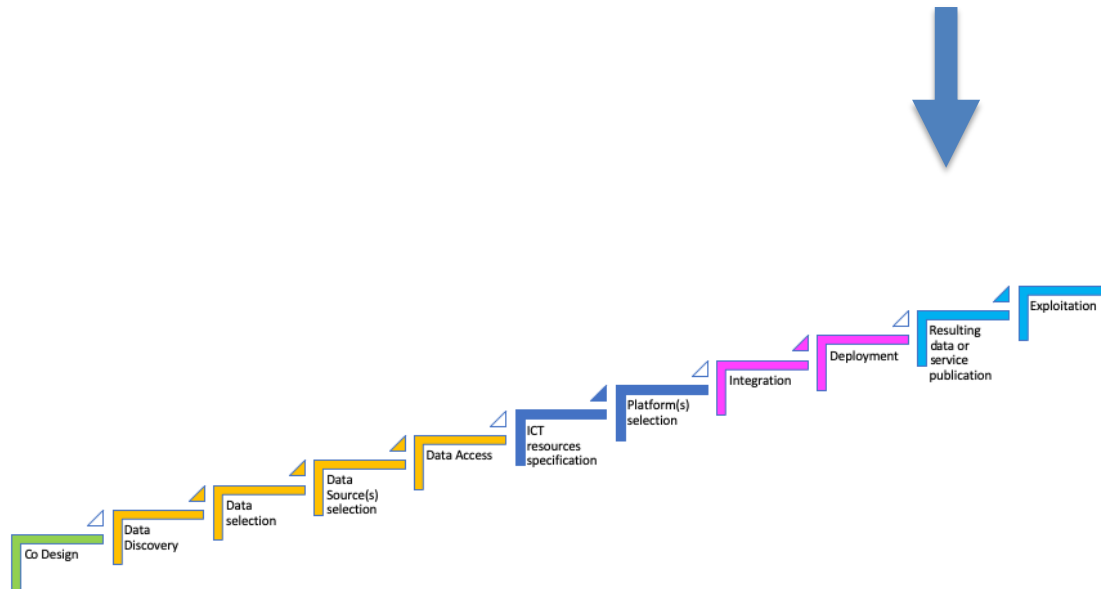 Co Design
Data
Discovery
Data
selection
Data
Source(s)
selection
Data Access
ICT
resources
specification
Platform(s)
selection
Integration
Deployment
Resulting
data or
service
publication
Exploitation